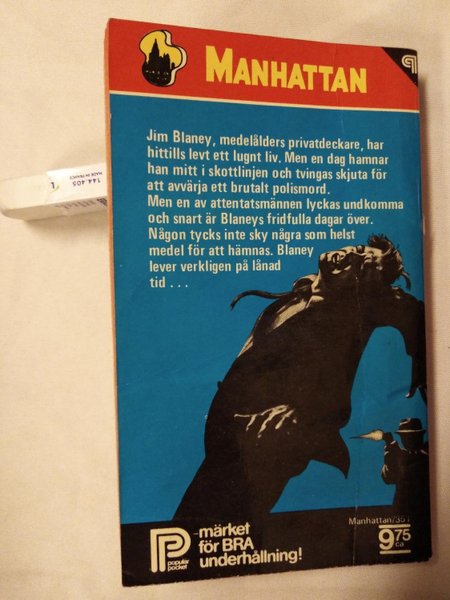 MANHATTAN
Jim Blaney, medelålders privatdeckare, har
hittills levt ett lugnt liv. Men en dag hamnar
han mitt i skottlinjen och tvingas skjuta för
att avvärja ett brutalt polismord.
Men en av attentatsmännen lyckas undkomma
och snart är Blaneys fridfulla dagar över.
Någon tycks inte sky några som helst
medel för att hämnas. Blaney
lever verkligen på lånad
tid . . .
144 405
MADE IN FRANCE
Manhattan/351
9 75
ca
popular
pocket
-märket
för BRA
underhållning!